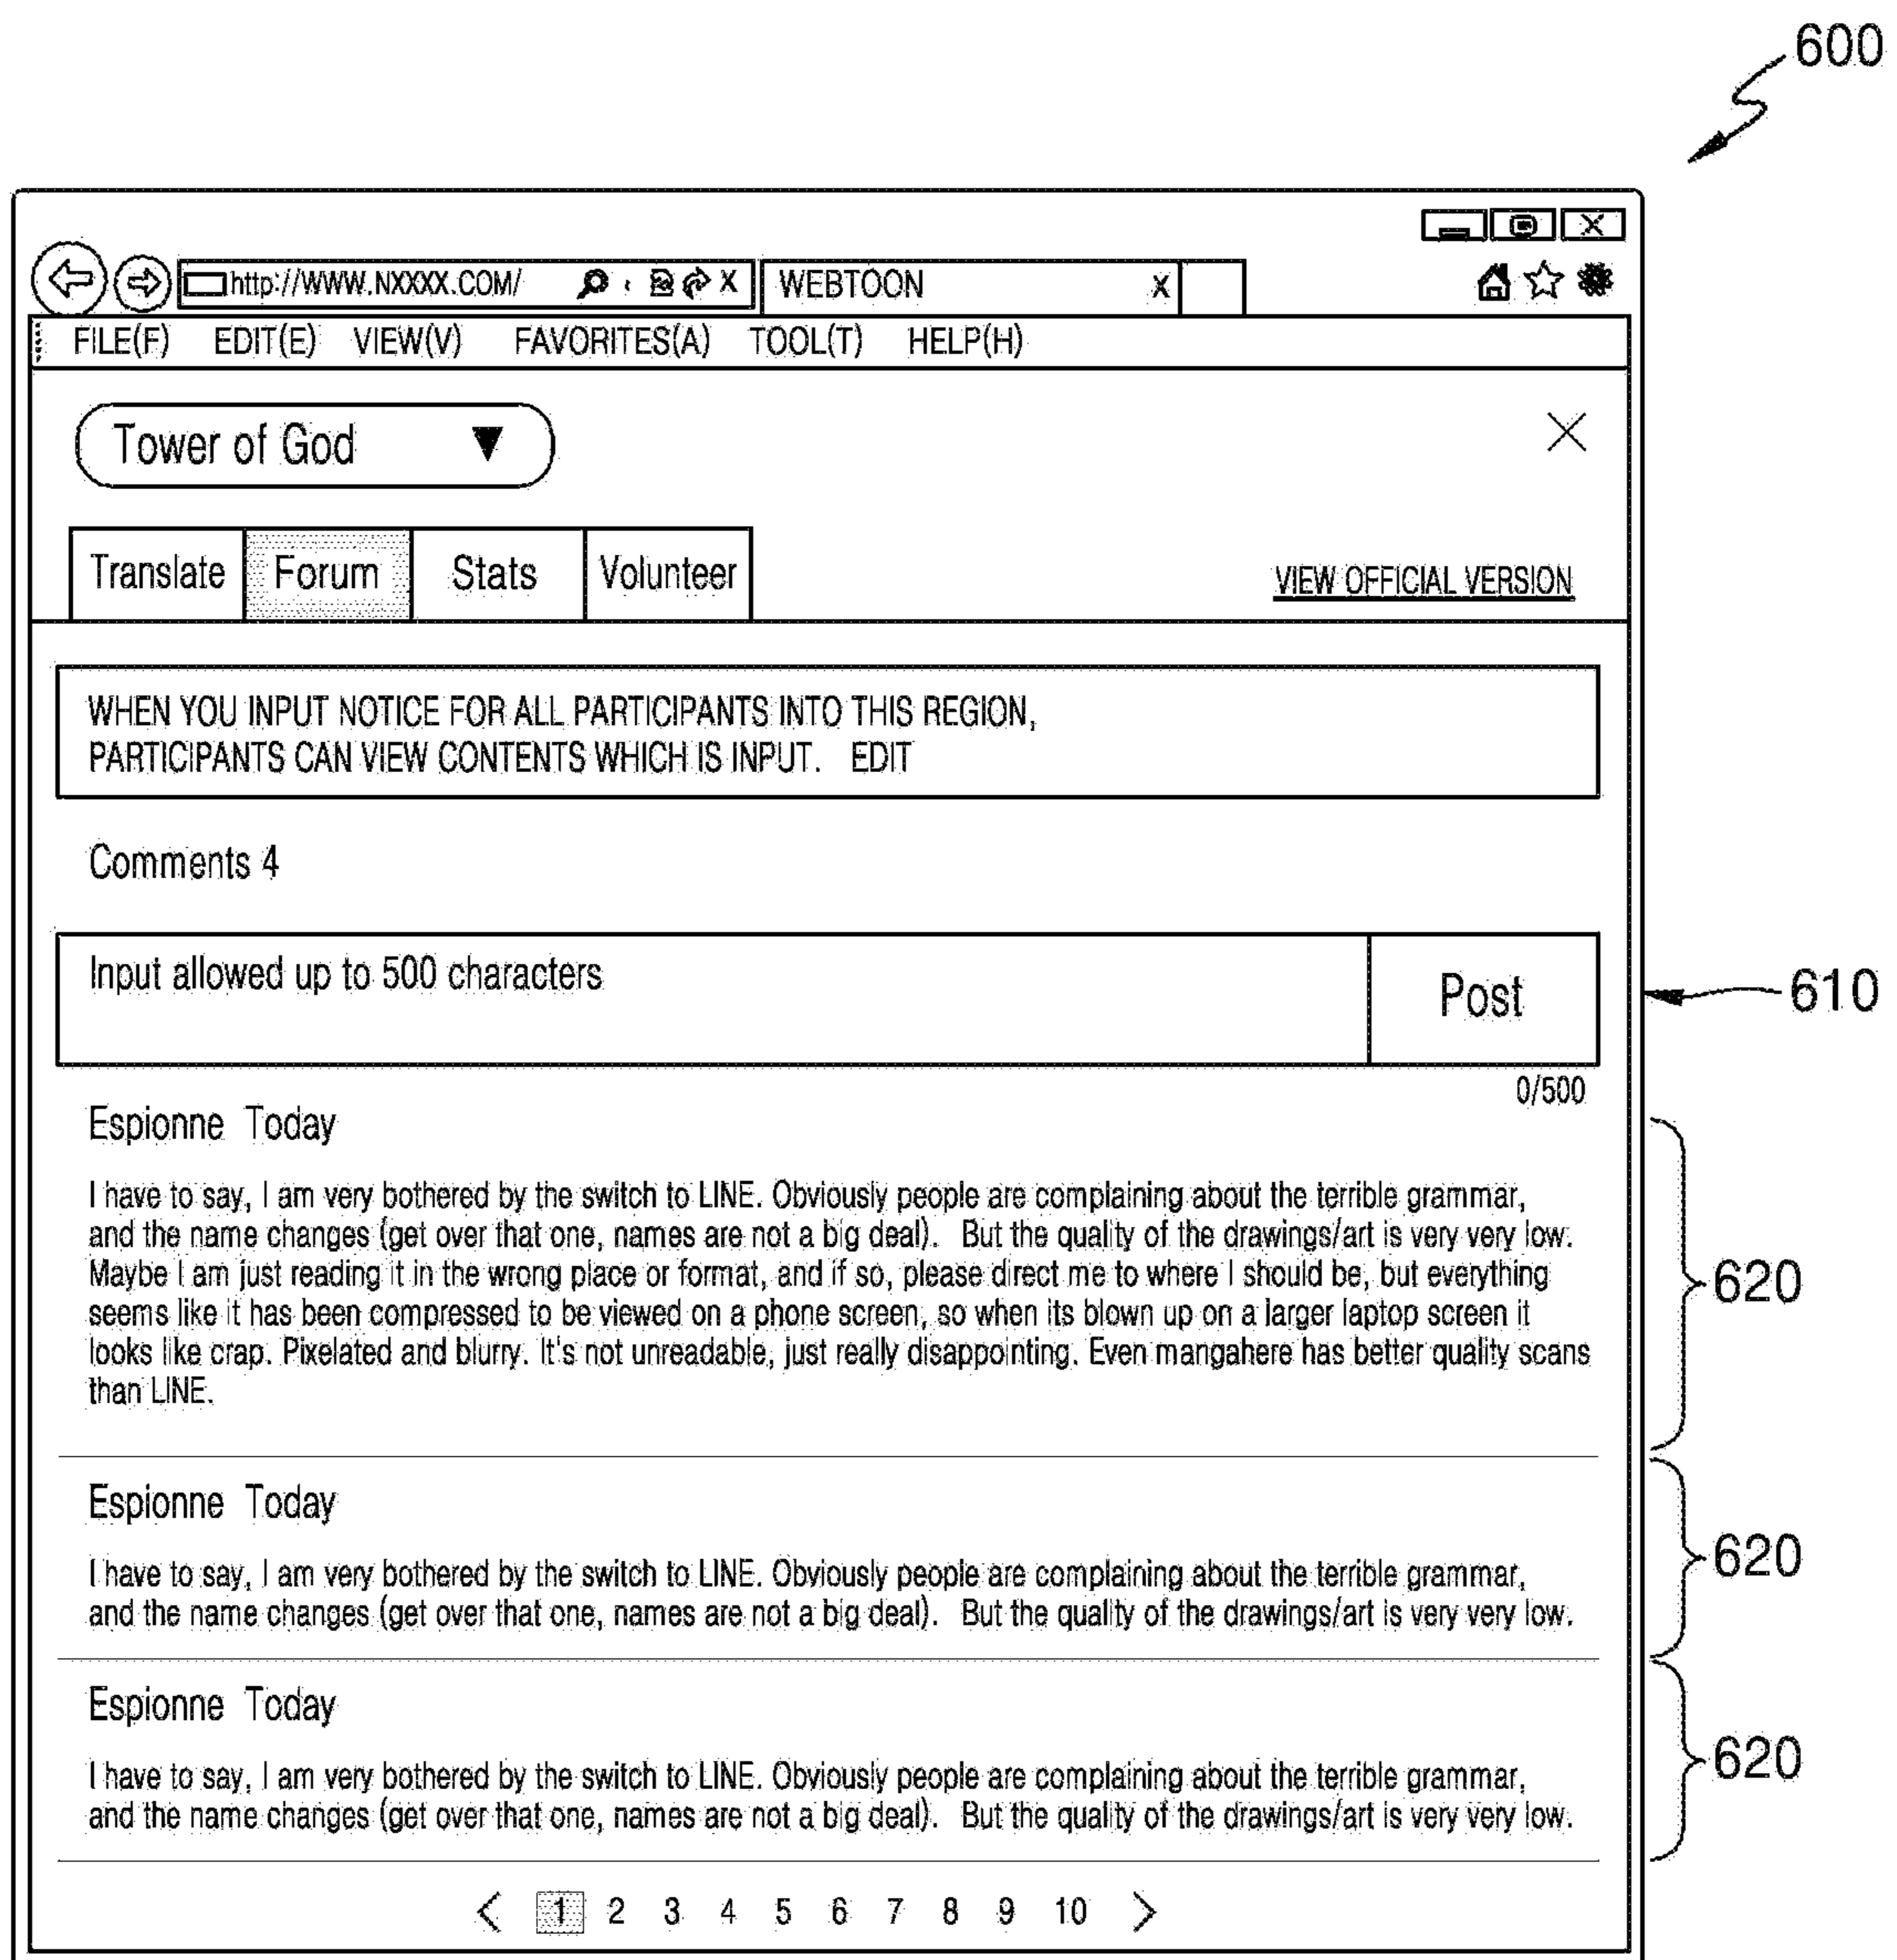 600
http://WWW.NXXXX.COM/ X WEBTOON X
FILE(F) EDIT(E) VIEW(V) FAVORITES(A) TOOL(T) HELP(H)
Tower of God
Translate Forum Stats Volunteer VIEW OFFICIAL VERSION
WHEN YOU INPUT NOTICE FOR ALL PARTICIPANTS INTO THIS REGION,
PARTICIPANTS CAN VIEW CONTENTS WHICH IS INPUT. EDIT
Comments 4
Input allowed up to 500 characters
Post
610
0/500
Espionne Today
I have to say, I am very bothered by the switch to LINE. Obviously people are complaining about the terrible grammar,
and the name changes (get over that one, names are not a big deal). But the quality of the drawings/art is very very low.
Maybe I am just reading it in the wrong place or format, and if so, please direct me to where I should be, but everything
seems like it has been compressed to be viewed on a phone screen, so when its blown up on a larger laptop screen it
looks like crap. Pixelated and blurry. It's not unreadable, just really disappointing. Even mangahere has better quality scans
than LINE.
620
Espionne Today
I have to say, I am very bothered by the switch to LINE. Obviously people are complaining about the terrible grammar,
and the name changes (get over that one, names are not a big deal). But the quality of the drawings/art is very very low.
620
Espionne Today
I have to say, I am very bothered by the switch to LINE. Obviously people are complaining about the terrible grammar,
and the name changes (get over that one, names are not a big deal). But the quality of the drawings/art is very very low.
620
< 1 2 3 4 5 6 7 8 9 10 >